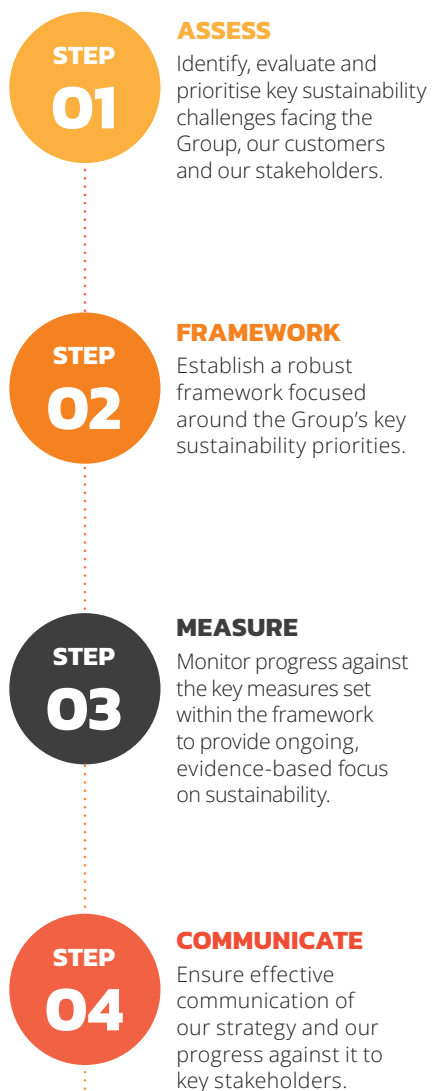 STEP
01
ASSESS
Identify, evaluate and
prioritise key sustainability
challenges facing the
Group, our customers
and our stakeholders.
STEP
02
FRAMEWORK
Establish a robust
framework focused
around the Group’s key
sustainability priorities.
STEP
03
MEASURE
Monitor progress against
the key measures set
within the framework
to provide ongoing,
evidence-based focus
on sustainability.
STEP
04
COMMUNICATE
Ensure effective
communication of
our strategy and our
progress against it to
key stakeholders.